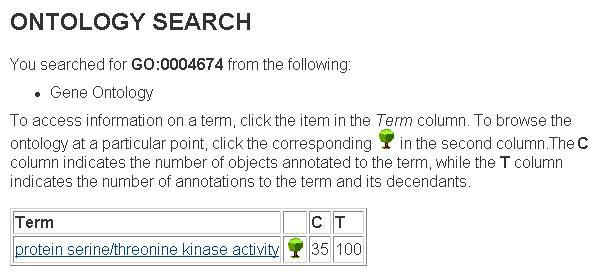 ONTOLOGY SEARCH
You searched for GO:0004674 from the following:
• Gene Ontology
To access information on a term, click the item in the Term column. To browse the
ontology at a particular point, click the corresponding in the second column.The C
column indicates the number of objects annotated to the term, while the T column
indicates the number of annotations to the term and its decendants.
Term C T
protein serine/threonine kinase activity 35 100